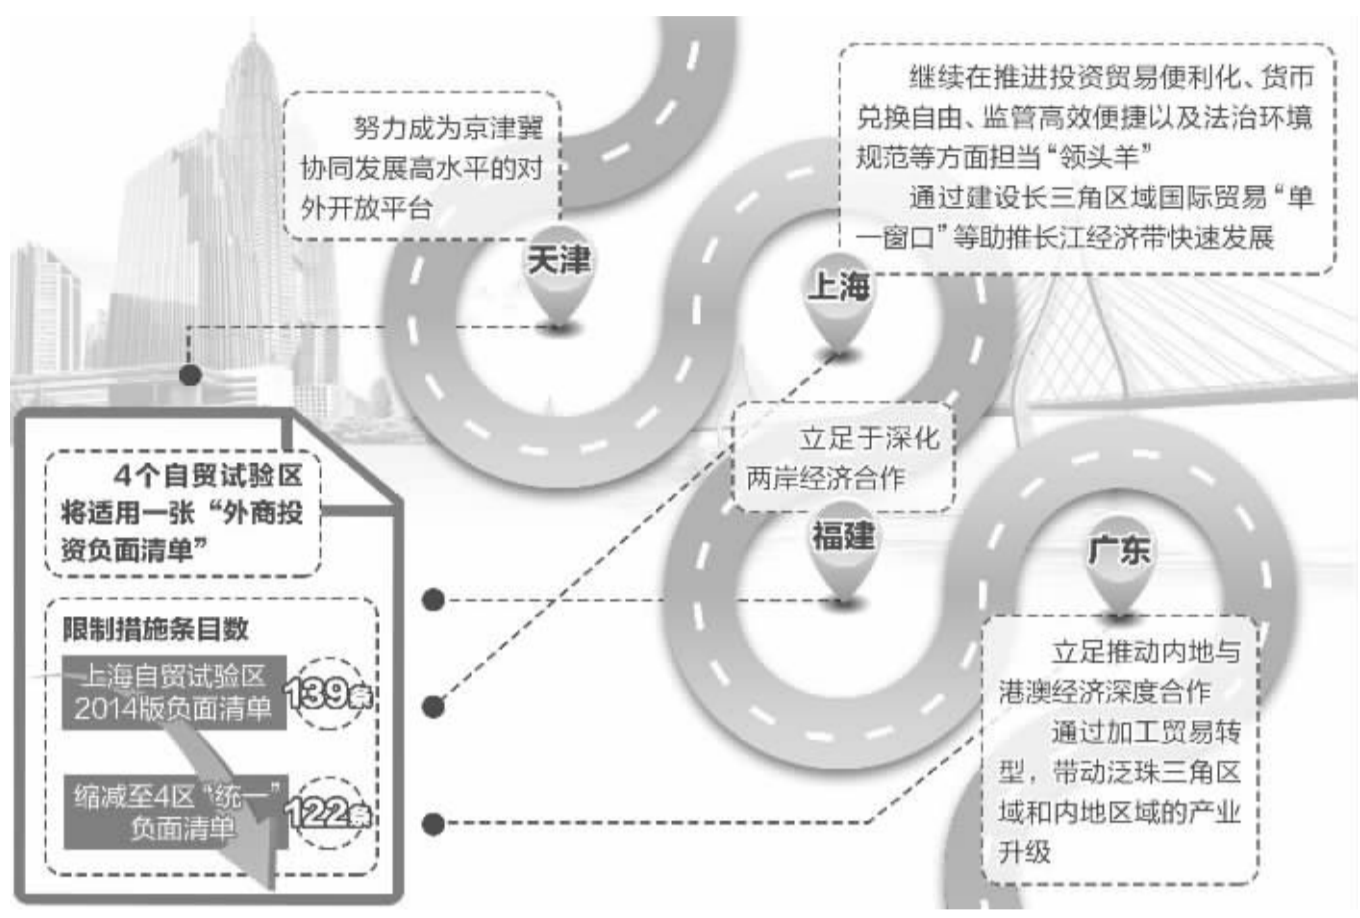 努力成为京津翼
协同发展高水平的对
外开放平台
天津
继续在推进投资贸易便利化、货币
兑换自由、监管高效便捷以及法治环境
规范等方面担当“领头羊”
通过建设长三角区域国际贸易“单
一窗口”等助推长江经济带快速发展
上海
立足于深化
两岸经济合作
福建
广东
立足推动内地与
港澳经济深度合作
通过加工贸易转
型，带动泛珠三角区
域和内地区域的产业
升级
4个自贸试验区
将适用一张“外商投
资负面清单”
限制措施条目数
上海自贸试验区
2014版负面清单
139条
缩减至4区“统一”
负面清单
122条